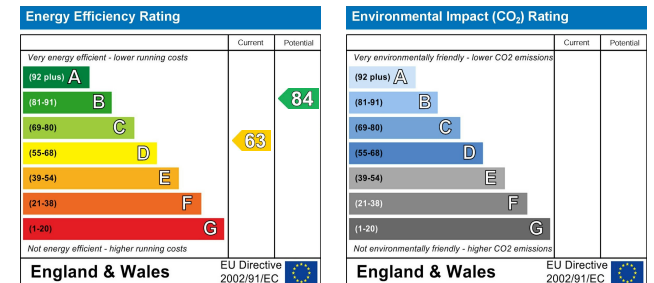 Energy Efficiency Rating
Current Potential
Very energy efficient - lower running costs
(92 plus) A
(81-91) B
84
(69-80) C
63
(55-68) D
(39-54) E
(21-38) F
(1-20) G
Not energy efficient - higher running costs
England & Wales
EU Directive
2002/91/EC
Environmental Impact (CO₂) Rating
Current Potential
Very environmentally friendly - lower CO2 emissions
(92 plus) A
(81-91) B
(69-80) C
(55-68) D
(39-54) E
(21-38) F
(1-20) G
Not environmentally friendly - higher CO2 emissions
England & Wales
EU Directive
2002/91/EC